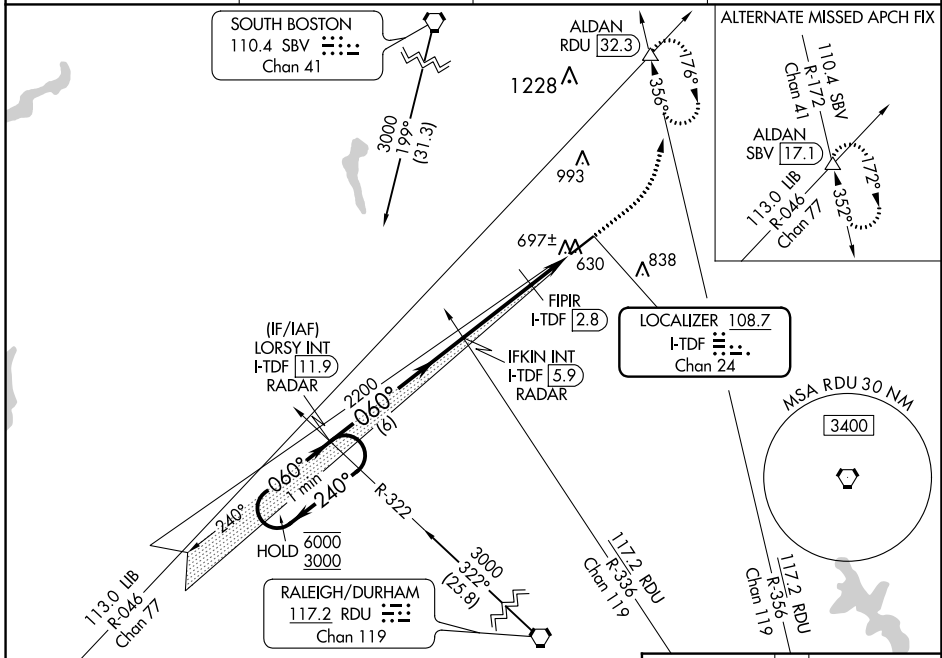 SOUTH BOSTON
110.4 SBV
Chan 41
3000
199°
(31.3)
ALDAN
RDU 32.3
1228
176°
356°
993
697±
630
838
ALTERNATE MISSED APCH FIX
110.4 SBV
R-172
Chan 41
ALDAN
SBV 17.1
172°
352°
113.0 LIB
R-046
Chan 77
FIPIR
I-TDF 2.8
LOCALIZER 108.7
I-TDF
Chan 24
(IF/IAF)
LORSY INT
I-TDF 11.9
RADAR
IFKIN INT
I-TDF 5.9
RADAR
2200
060°
(6)
060°
1 min
240°
240°
HOLD
6000
3000
R-322
3000
322°
(25.8)
MSA RDU 30 NM
3400
117.2 RDU
R-336
Chan 119
117.2 RDU
R-356
Chan 119
113.0 LIB
R-046
Chan 77
RALEIGH/DURHAM
117.2 RDU
Chan 119